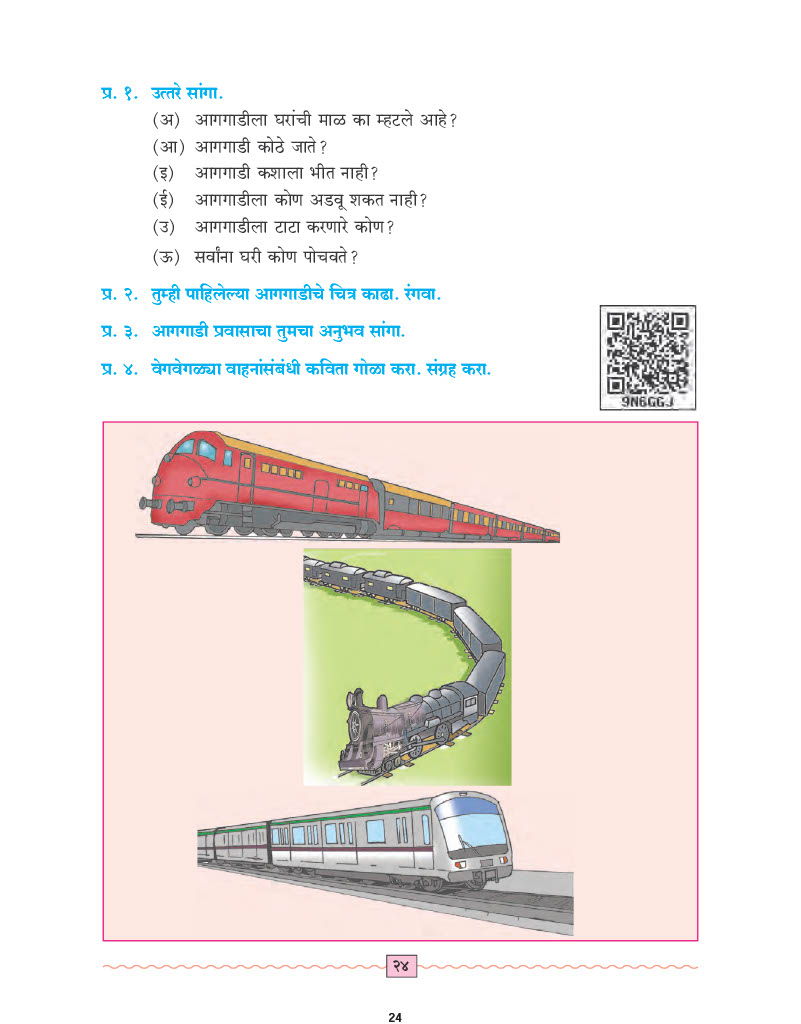 प्र. १. उत्तरे सांगा.
(अ) आगगाडीला घरांची माळ का म्हटले आहे?
(आ) आगगाडी कोठे जाते?
(इ) आगगाडी कशाला भीत नाही?
(ई) आगगाडीला कोण अडवू शकत नाही?
(उ) आगगाडीला टाटा करणारे कोण?
(ऊ) सर्वांना घरी कोण पोचवते?
प्र. २. तुम्ही पाहिलेल्या आगगाडीचे चित्र काढा. रंगवा.
प्र. ३. आगगाडी प्रवासाचा तुमचा अनुभव सांगा.
प्र. ४. वेगवेगळ्या वाहनांसंबंधी कविता गोळा करा. संग्रह करा.
9N6GGJ
२४
24